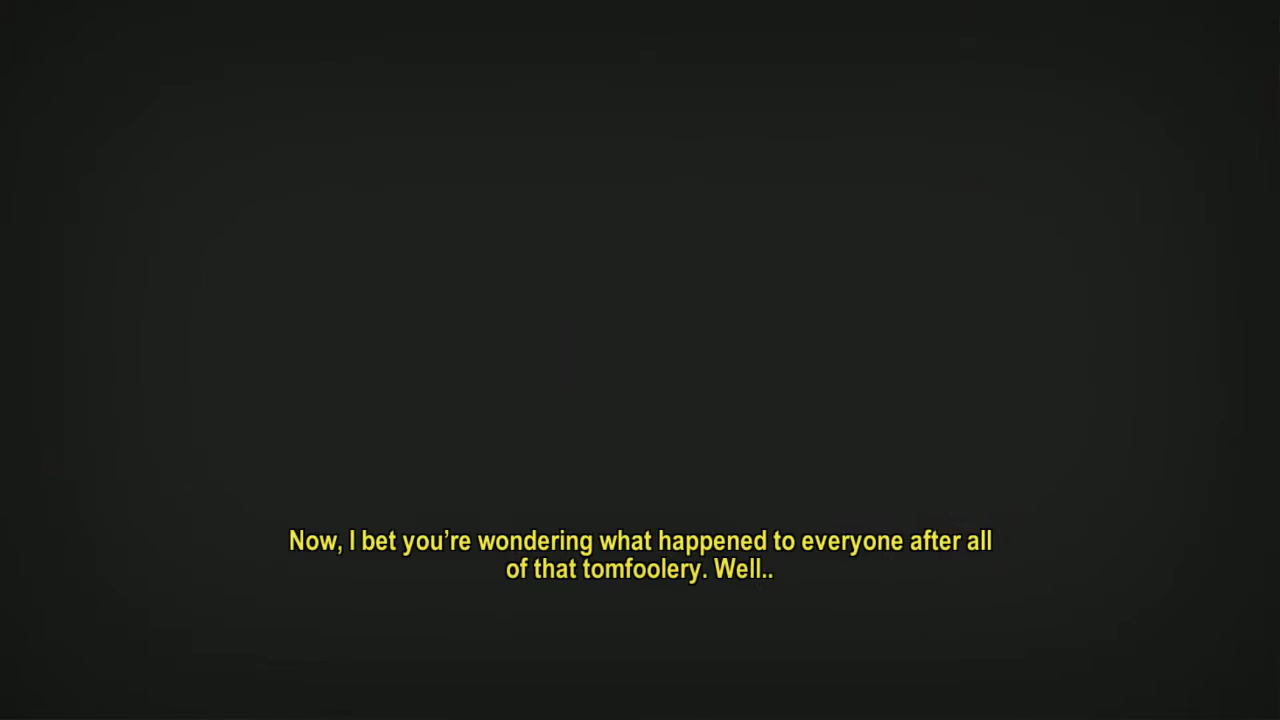 Now, I bet you’re wondering what happened to everyone after all
of that tomfoolery. Well..